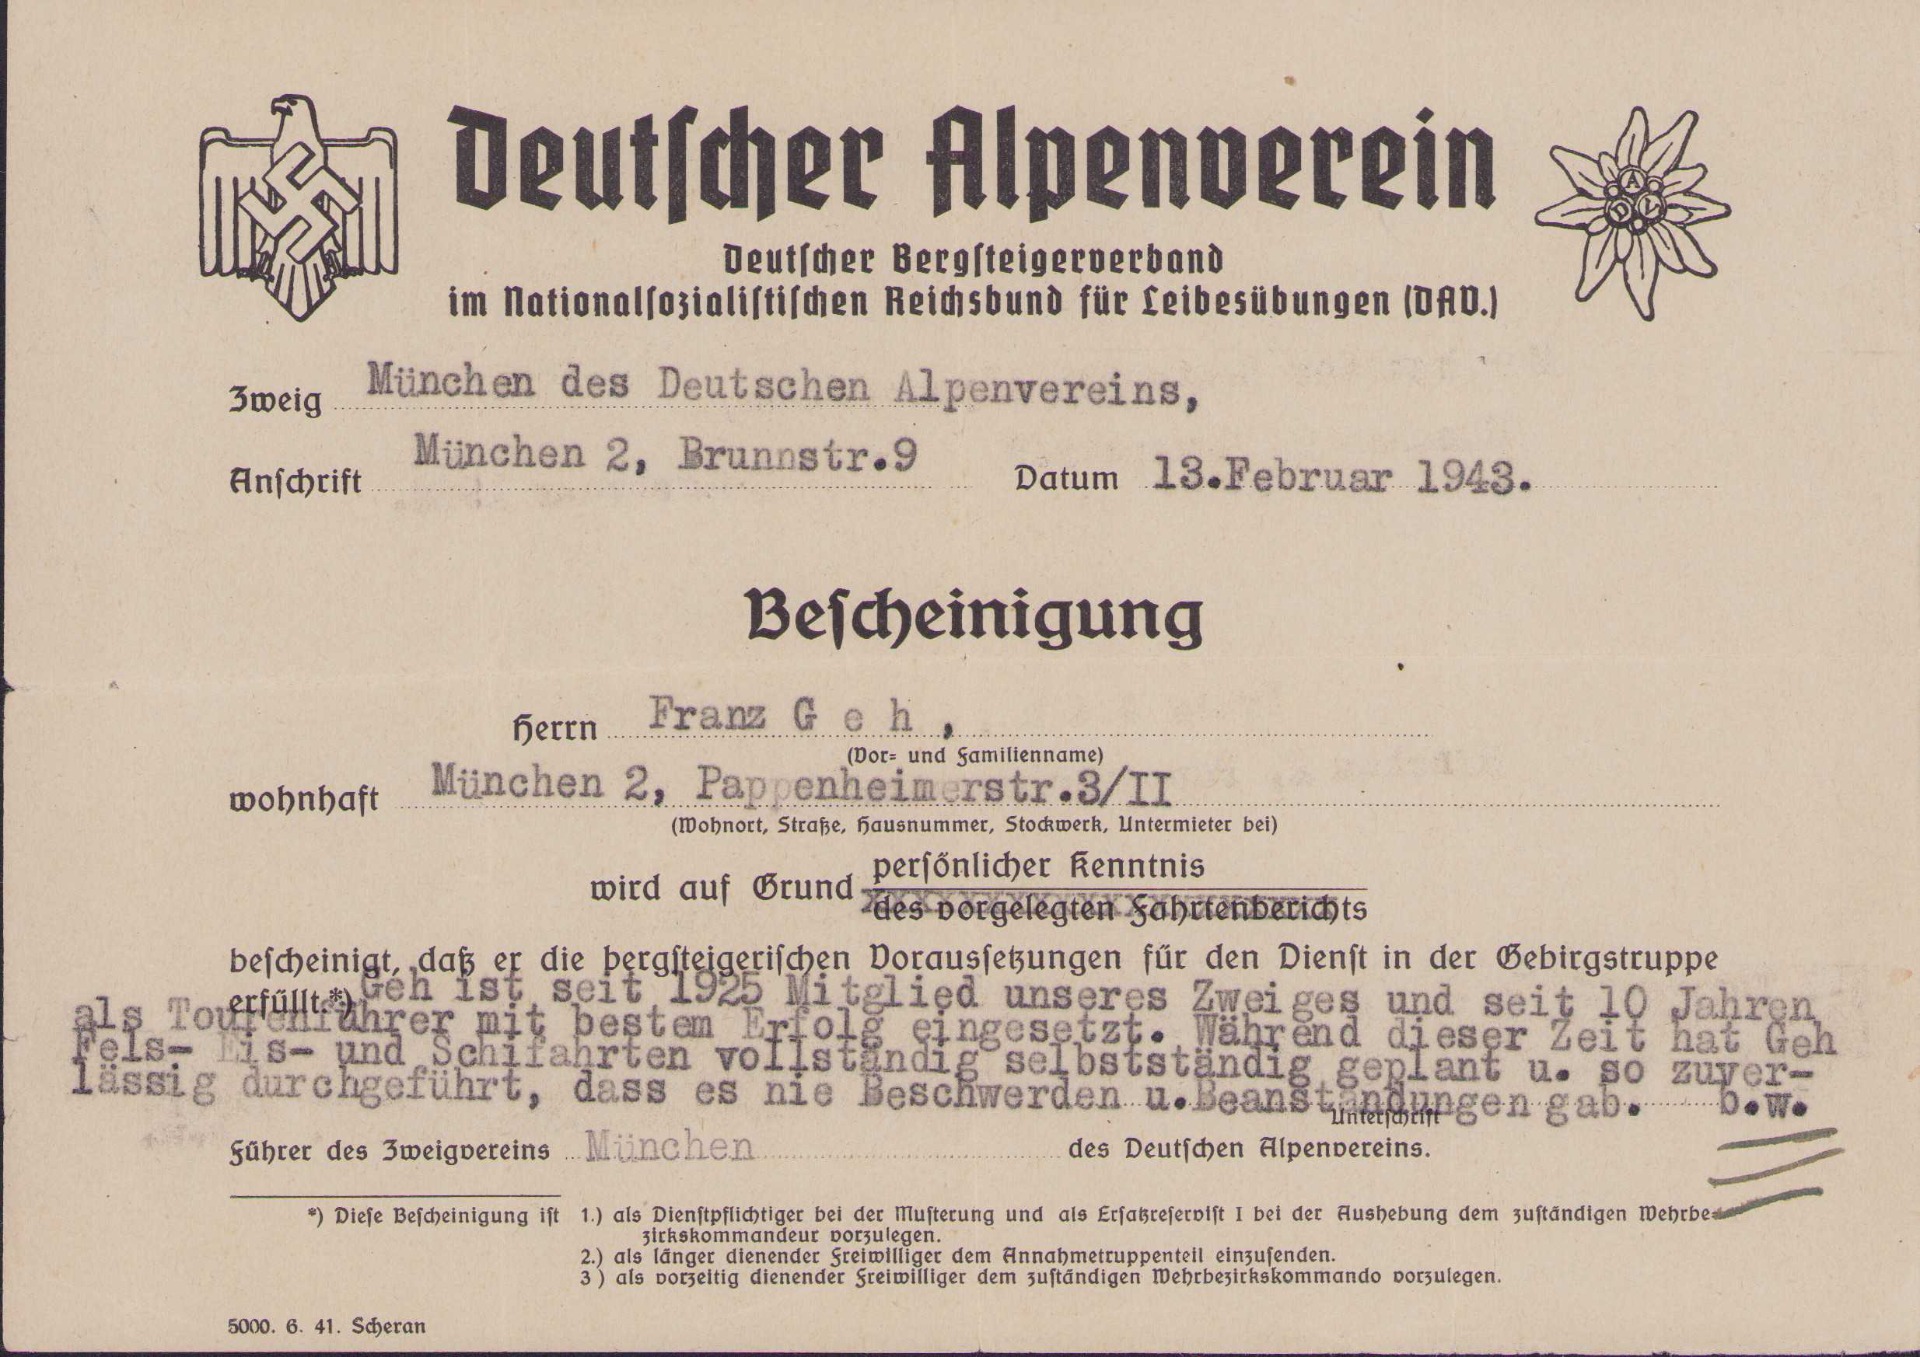 Deutscher Alpenverein
Deutscher Bergsteigerverband
im Nationalsozialistischen Reichsbund für Leibesübungen (DAV.)
A
D V
Zweig München des Deutschen Alpenvereins,
Anschrift München 2, Brunnstr.9 Datum 13.Februar 1943.
Bescheinigung
Herrn Franz G e h ,
(Vor- und Familienname)
wohnhaft München 2, Pappenheimerstr.3/II
(Wohnort, Straße, Hausnummer, Stockwerk, Untermieter bei)
wird auf Grund persönlicher Kenntnis
des vorgelegten Fahrtenberichts
bescheinigt, daß er die bergsteigerischen Voraussetzungen für den Dienst in der Gebirgstruppe
erfüllt.*) Geh ist seit 1925 Mitglied unseres Zweiges und seit 10 Jahren
als Tourenführer mit bestem Erfolg eingesetzt. Während dieser Zeit hat Geh
Fels- Eis- und Schifahrten vollständig selbstständig geplant u. so zuver-
lässig durchgeführt, dass es nie Beschwerden u.Beanständungen gab. b.w.
Unterschrift
Führer des Zweigvereins München des Deutschen Alpenvereins.
*) Diese Bescheinigung ist 1.) als Dienstpflichtiger bei der Musterung und als Ersatzreservist I bei der Aushebung dem zuständigen Wehrbe-
zirkskommandeur vorzulegen.
2.) als länger dienender Freiwilliger dem Annahmetruppenteil einzusenden.
3 ) als vorzeitig dienender Freiwilliger dem zuständigen Wehrbezirkskommando vorzulegen.
5000. 6. 41. Scheran